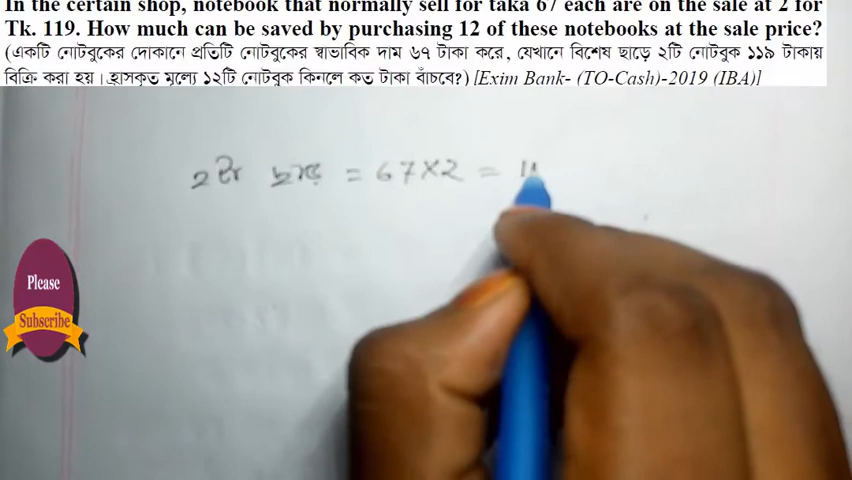 In the certain shop, notebook that normally sell for taka 67 each are on the sale at 2 for
Tk. 119. How much can be saved by purchasing 12 of these notebooks at the sale price?
(একটি নোটবুকের দোকানে প্রতিটি নোটবুকের স্বাভাবিক দাম ৬৭ টাকা করে, যেখানে বিশেষ ছাড়ে ২টি নোটবুক ১১৯ টাকায়
বিক্রি করা হয়। হ্রাসকৃত মূল্যে ১২টি নোটবুক কিনলে কত টাকা বাঁচবে?) [Exim Bank- (TO-Cash)-2019 (IBA)]
= 67×2 =
Please
Subscribe